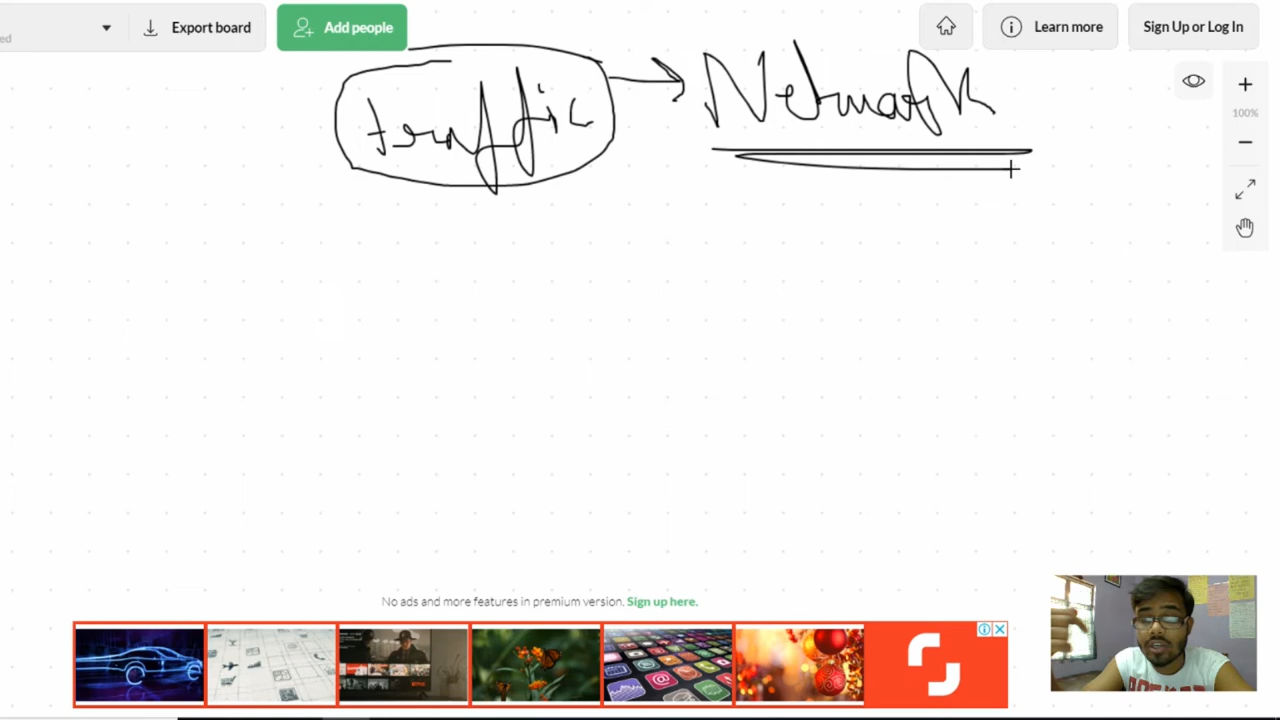 ed
Export board
Add people
Learn more
Sign Up or Log In
100%
traffic → Network
No ads and more features in premium version. Sign up here.